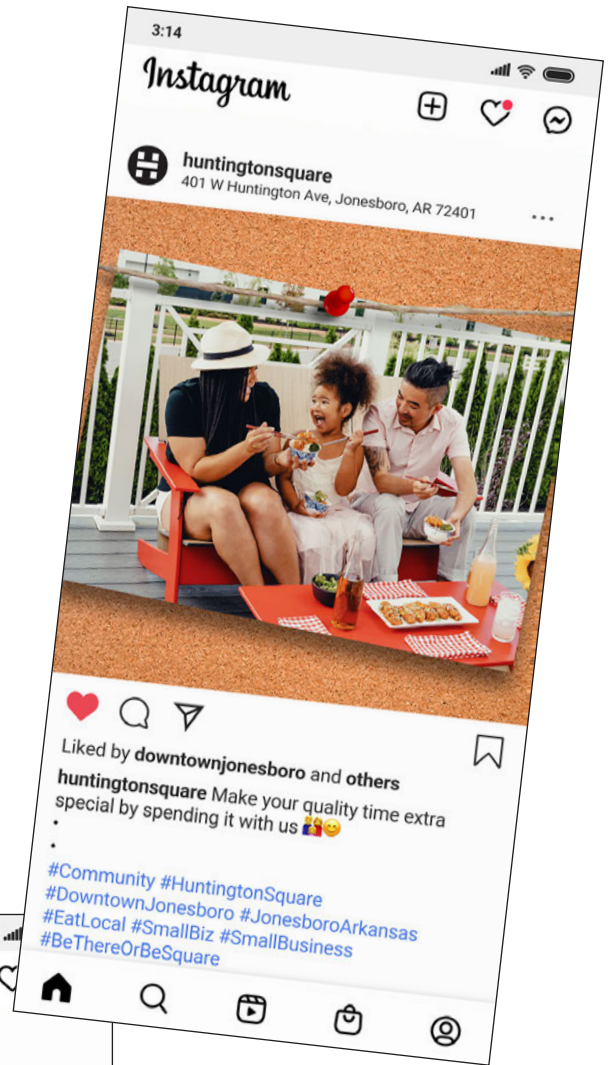 3:14
Instagram
huntingtonsquare
401 W Huntington Ave, Jonesboro, AR 72401
Liked by downtownjonesboro and others
huntingtonsquare Make your quality time extra
special by spending it with us 👨‍👩‍👧😊
.
.
#Community #HuntingtonSquare
#DowntownJonesboro #JonesboroArkansas
#EatLocal #SmallBiz #SmallBusiness
#BeThereOrBeSquare